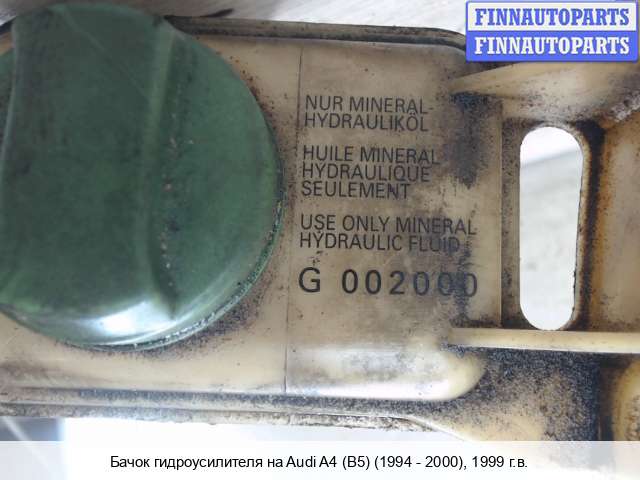 FINNAUTOPARTS
FINNAUTOPARTS
NUR MINERAL-
HYDRAULIKÖL
HUILE MINERAL
HYDRAULIQUE
SEULEMENT
USE ONLY MINERAL
HYDRAULIC FLUID
G 002000
Бачок гидроусилителя на Audi A4 (B5) (1994 - 2000), 1999 г.в.